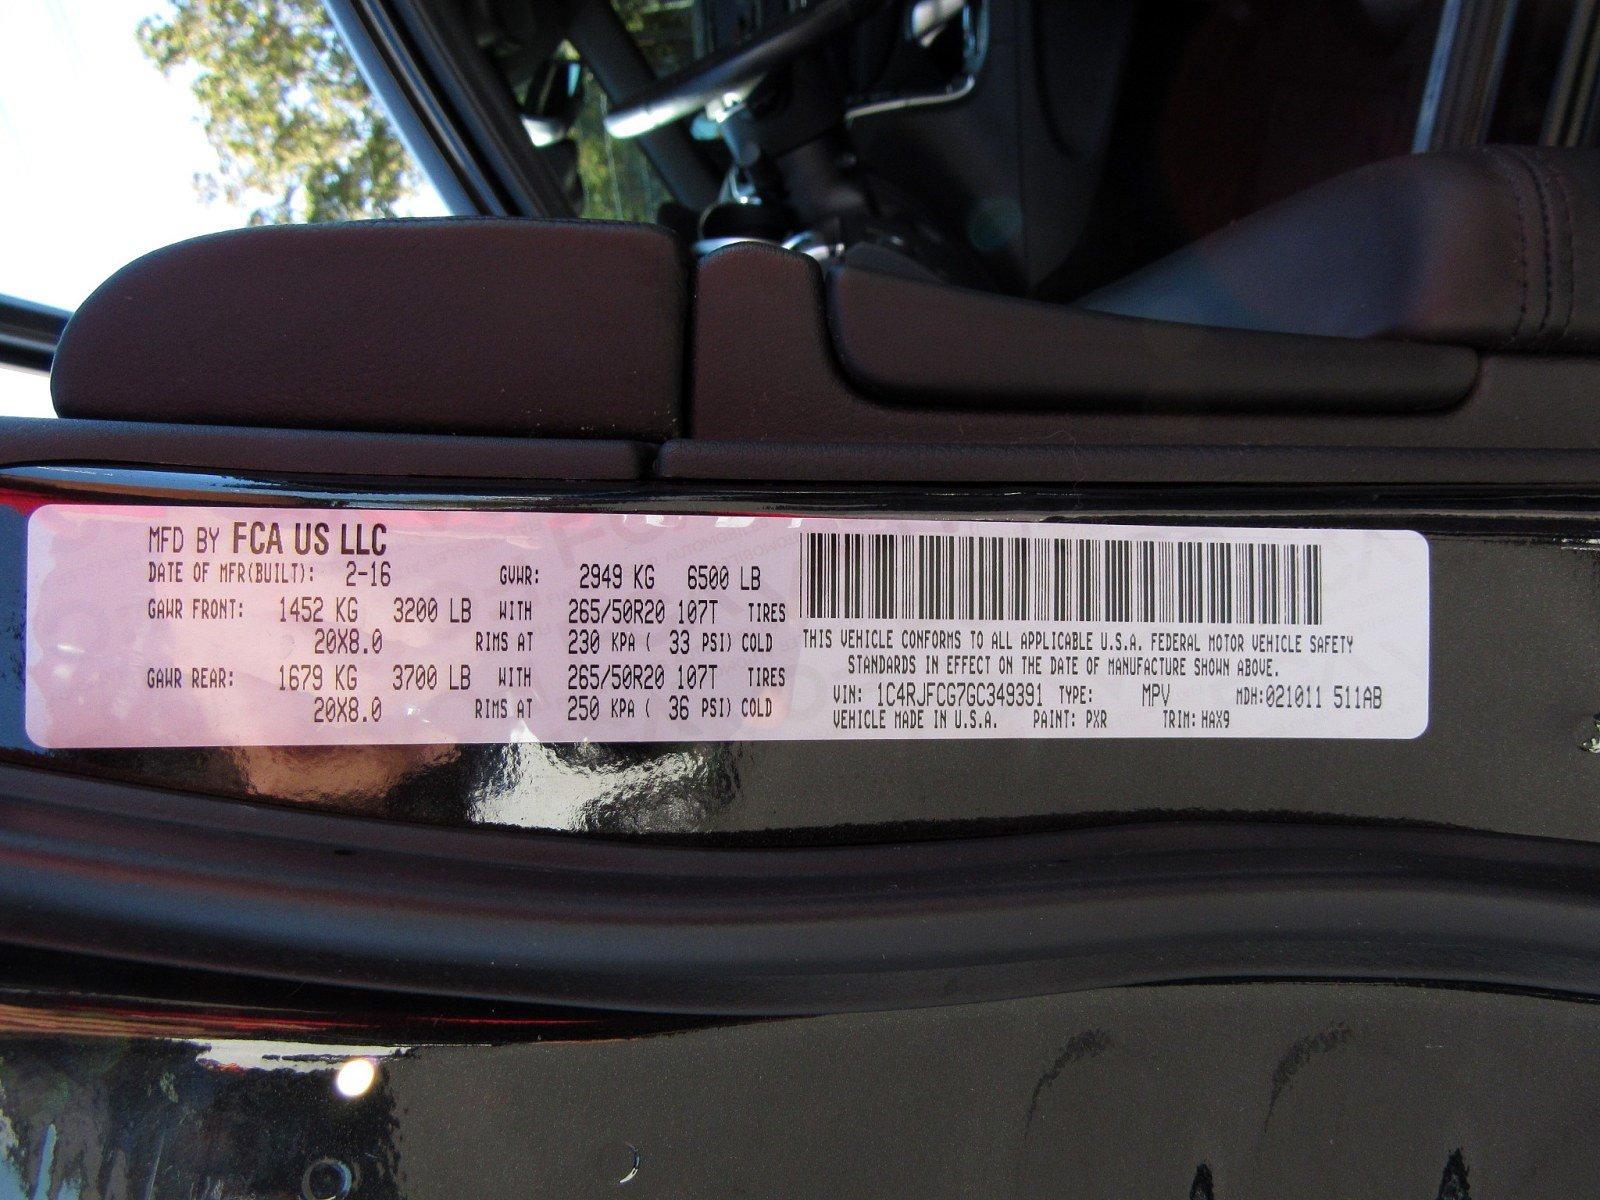 MFD BY FCA US LLC
DATE OF MFR(BUILT): 2-16 GVWR: 2949 KG 6500 LB
GAWR FRONT: 1452 KG 3200 LB WITH 265/50R20 107T TIRES
20X8.0 RIMS AT 230 KPA ( 33 PSI) COLD
GAWR REAR: 1679 KG 3700 LB WITH 265/50R20 107T TIRES
20X8.0 RIMS AT 250 KPA ( 36 PSI) COLD
THIS VEHICLE CONFORMS TO ALL APPLICABLE U.S.A. FEDERAL MOTOR VEHICLE SAFETY
STANDARDS IN EFFECT ON THE DATE OF MANUFACTURE SHOWN ABOVE.
VIN: 1C4RJFCG7GC349391 TYPE: MPV MDH:021011 511AB
VEHICLE MADE IN U.S.A. PAINT: PXR TRIM: HAX9